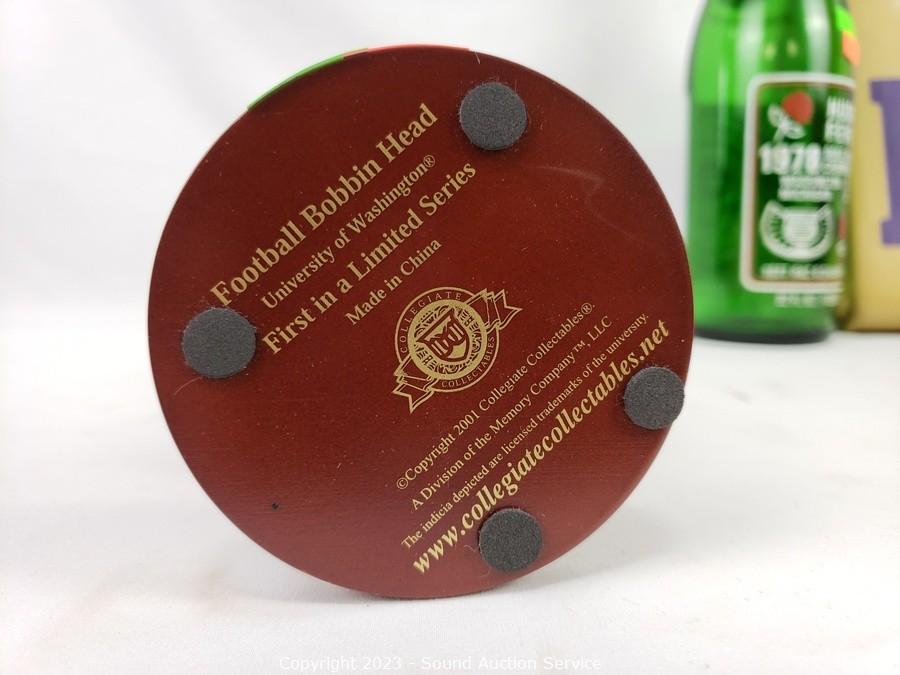 Football Bobbin Head
University of Washington®
First in a Limited Series
Made in China
COLLEGIATE
COLLECTABLES
©Copyright 2001 Collegiate Collectables®.
A Division of the Memory Company™, LLC
The indicia depicted are licensed trademarks of the university.
www.collegiatecollectables.net
1978
Copyright 2023 - Sound Auction Service